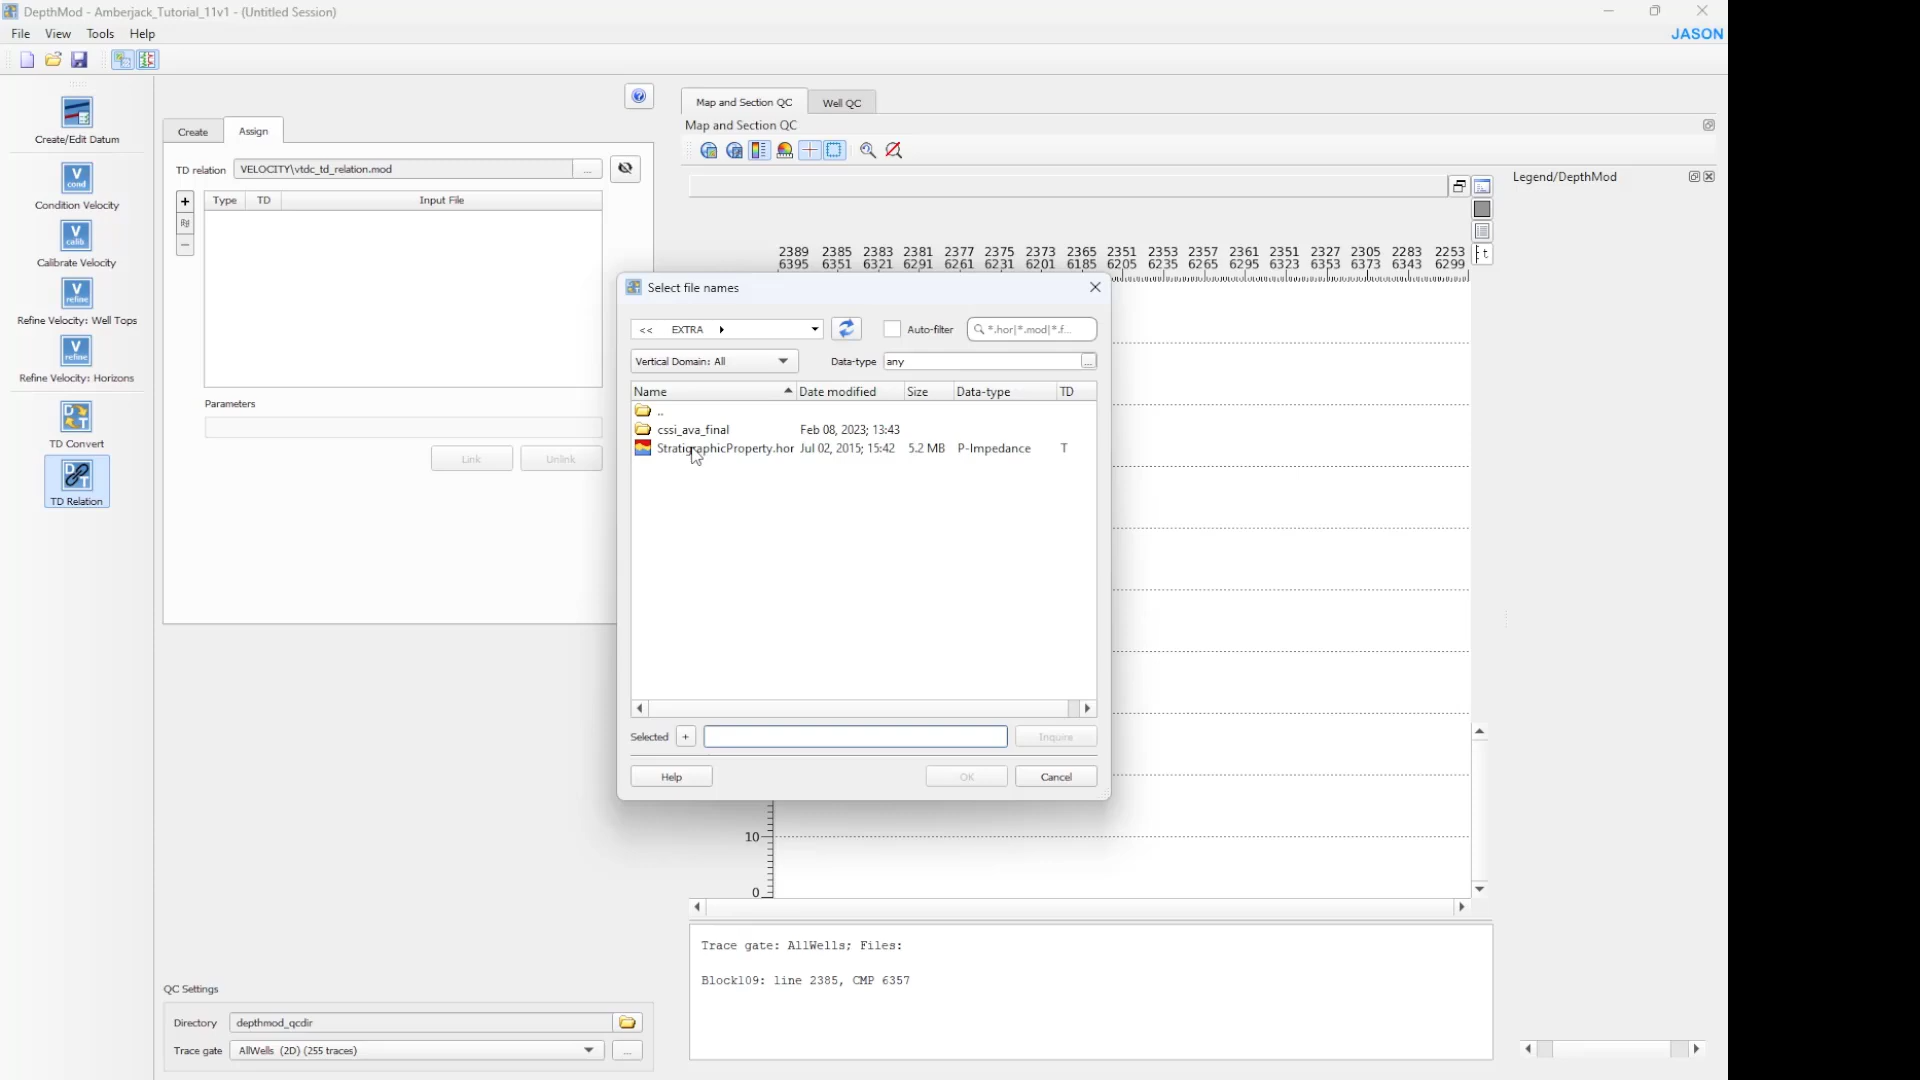 DepthMod - Amberjack_Tutorial_11v1 - (Untitled Session)
File View Tools Help
JASON
Create/Edit Datum
V cond
Condition Velocity
V calib
Calibrate Velocity
V refine
Refine Velocity: Well Tops
V refine
Refine Velocity: Horizons
D T
TD Convert
D T
TD Relation
Create Assign
TD relation VELOCITY\vtdc_td_relation.mod ...
Type TD Input File
Parameters
Link Unlink
QC Settings
Directory depthmod_qcdir
Trace gate AllWells (2D) (255 traces) ...
Map and Section QC Well QC
Map and Section QC
Legend/DepthMod
2389 2385 2383 2381 2377 2375 2373 2365 2351 2353 2357 2361 2351 2327 2305 2283 2253
6395 6351 6321 6291 6261 6231 6201 6185 6205 6235 6265 6295 6323 6353 6373 6343 6299
t
Select file names
<< EXTRA Auto-filter *.hor|*.mod|*.f...
Vertical Domain: All Data-type any ...
Name Date modified Size Data-type TD
..
cssi_ava_final Feb 08, 2023; 13:43
StratigraphicProperty.hor Jul 02, 2015; 15:42 5.2 MB P-Impedance T
Selected + Inquire
Help OK Cancel
10
0
Trace gate: AllWells; Files:
Block109: line 2385, CMP 6357